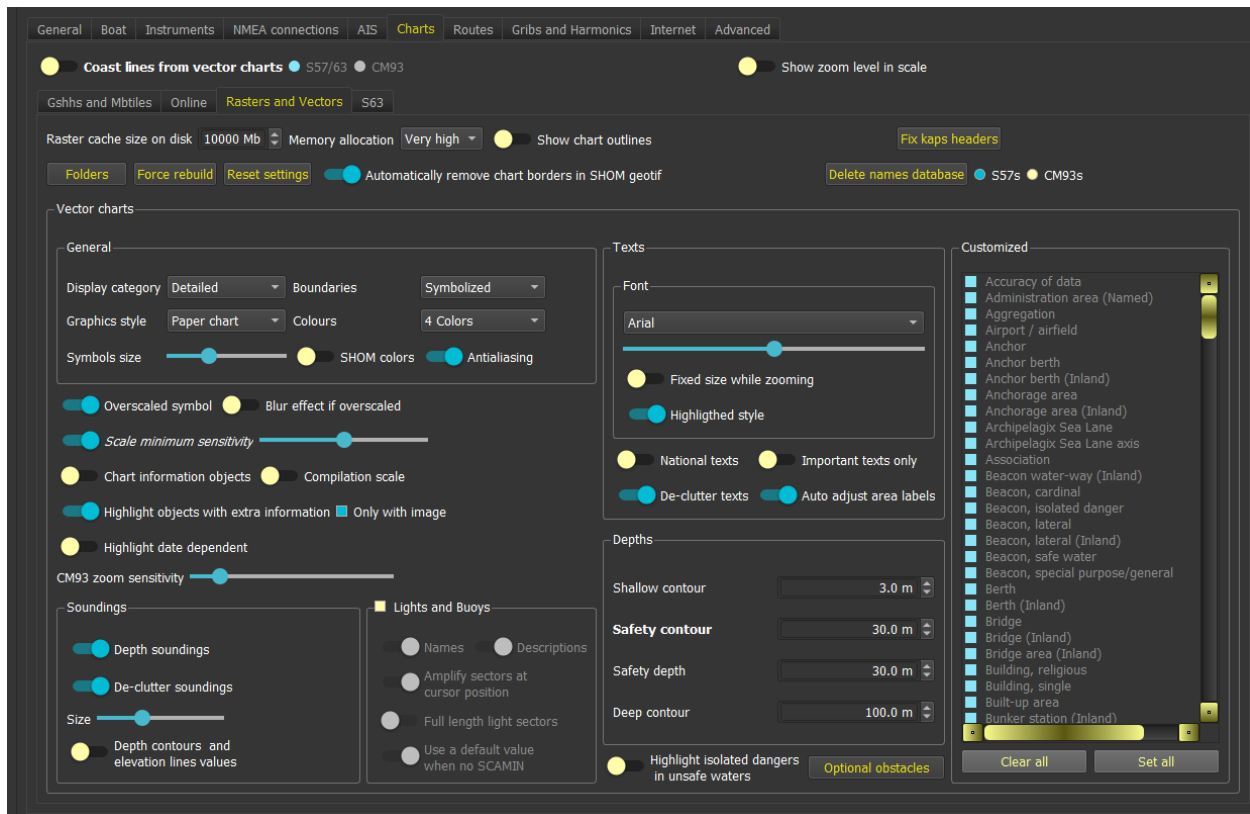 General Boat Instruments NMEA connections AIS Charts Routes Gribs and Harmonics Internet Advanced
Coast lines from vector charts S57/63 CM93 Show zoom level in scale
Gshhs and Mbtiles Online Rasters and Vectors S63
Raster cache size on disk 10000 Mb Memory allocation Very high Show chart outlines Fix kaps headers
Folders Force rebuild Reset settings Automatically remove chart borders in SHOM geotif Delete names database S57s CM93s
Vector charts
General
Display category Detailed Boundaries Symbolized
Graphics style Paper chart Colours 4 Colors
Symbols size SHOM colors Antialiasing
Overscaled symbol Blur effect if overscaled
Scale minimum sensitivity
Chart information objects Compilation scale
Highlight objects with extra information Only with image
Highlight date dependent
CM93 zoom sensitivity
Soundings
Depth soundings
De-clutter soundings
Size
Depth contours and
elevation lines values
Lights and Buoys
Names Descriptions
Amplify sectors at
cursor position
Full length light sectors
Use a default value
when no SCAMIN
Texts
Font
Arial
Fixed size while zooming
Highligthed style
National texts Important texts only
De-clutter texts Auto adjust area labels
Depths
Shallow contour 3.0 m
Safety contour 30.0 m
Safety depth 30.0 m
Deep contour 100.0 m
Highlight isolated dangers
in unsafe waters
Optional obstacles
Customized
Accuracy of data
Administration area (Named)
Aggregation
Airport / airfield
Anchor
Anchor berth
Anchor berth (Inland)
Anchorage area
Anchorage area (Inland)
Archipelagix Sea Lane
Archipelagix Sea Lane axis
Association
Beacon water-way (Inland)
Beacon, cardinal
Beacon, isolated danger
Beacon, lateral
Beacon, lateral (Inland)
Beacon, safe water
Beacon, special purpose/general
Berth
Berth (Inland)
Bridge
Bridge (Inland)
Bridge area (Inland)
Building, religious
Building, single
Built-up area
Bunker station (Inland)
Clear all Set all